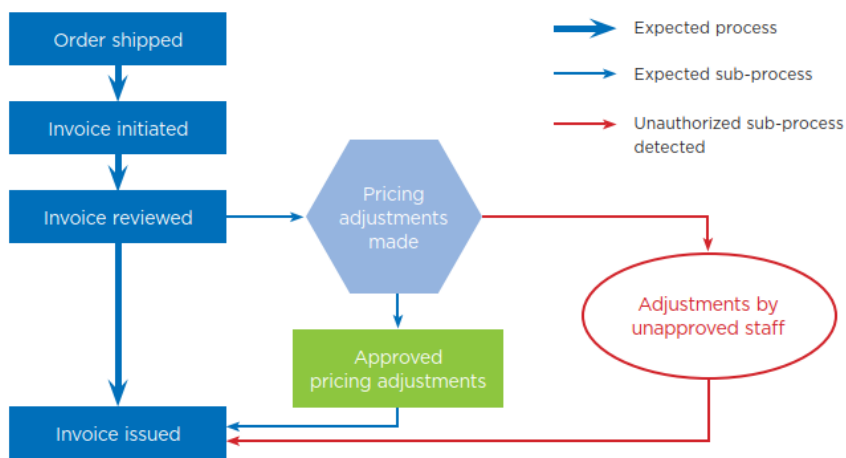 Order shipped
Invoice initiated
Invoice reviewed
Invoice issued
Pricing
adjustments
made
Approved
pricing adjustments
Adjustments by
unapproved staff
Expected process
Expected sub-process
Unauthorized sub-process
detected